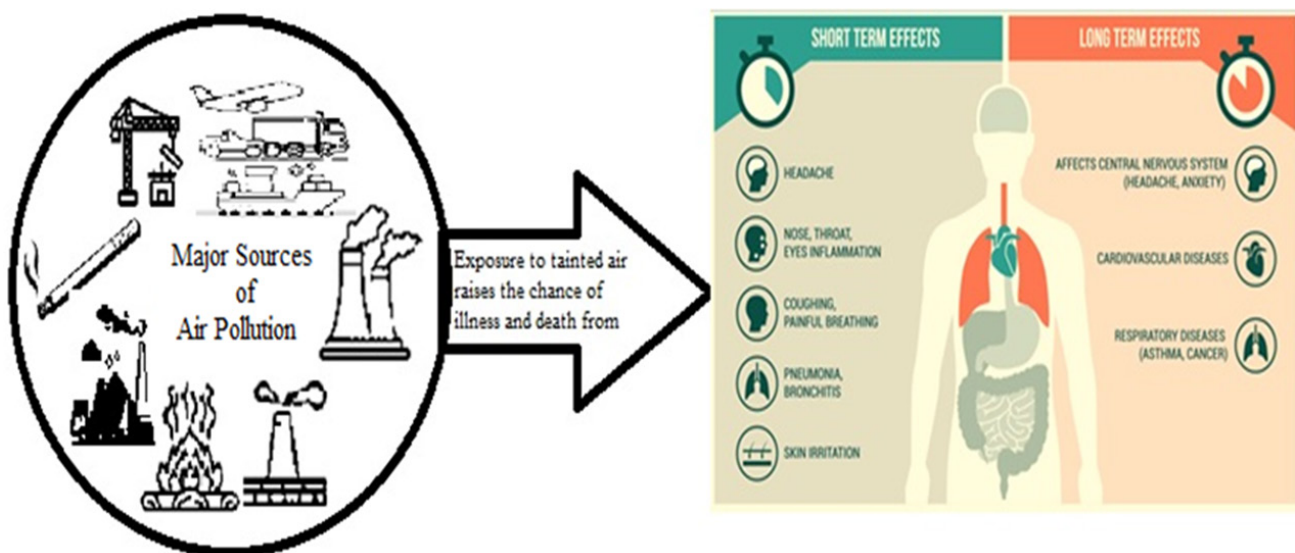 Major Sources
of
Air Pollution
Exposure to tainted air
raises the chance of
illness and death from
SHORT TERM EFFECTS
HEADACHE
NOSE, THROAT,
EYES INFLAMMATION
COUGHING,
PAINFUL BREATHING
PNEUMONIA,
BRONCHITIS
SKIN IRRITATION
LONG TERM EFFECTS
AFFECTS CENTRAL NERVOUS SYSTEM
(HEADACHE, ANXIETY)
CARDIOVASCULAR DISEASES
RESPIRATORY DISEASES
(ASTHMA, CANCER)